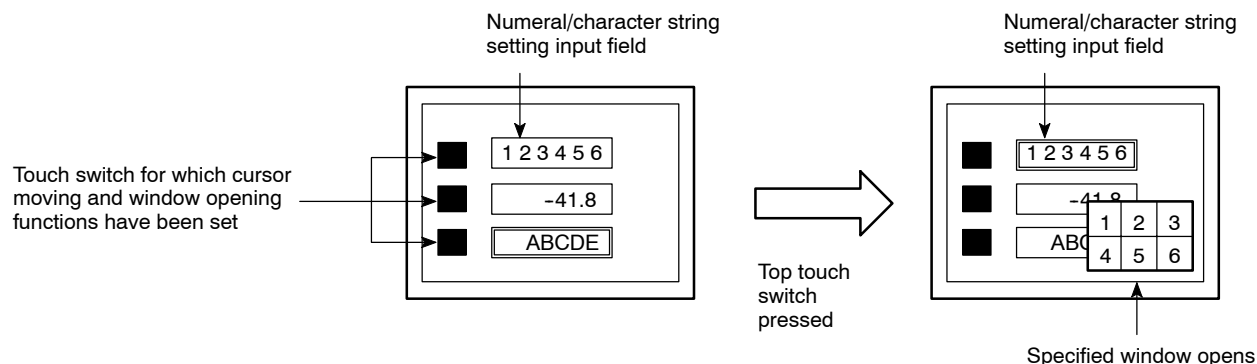 Numeral/character string
setting input field
Touch switch for which cursor
moving and window opening
functions have been set
1 2 3 4 5 6
-41.8
ABCDE
Top touch
switch
pressed
Numeral/character string
setting input field
1 2 3 4 5 6
-41.8
ABC
1 2 3
4 5 6
Specified window opens